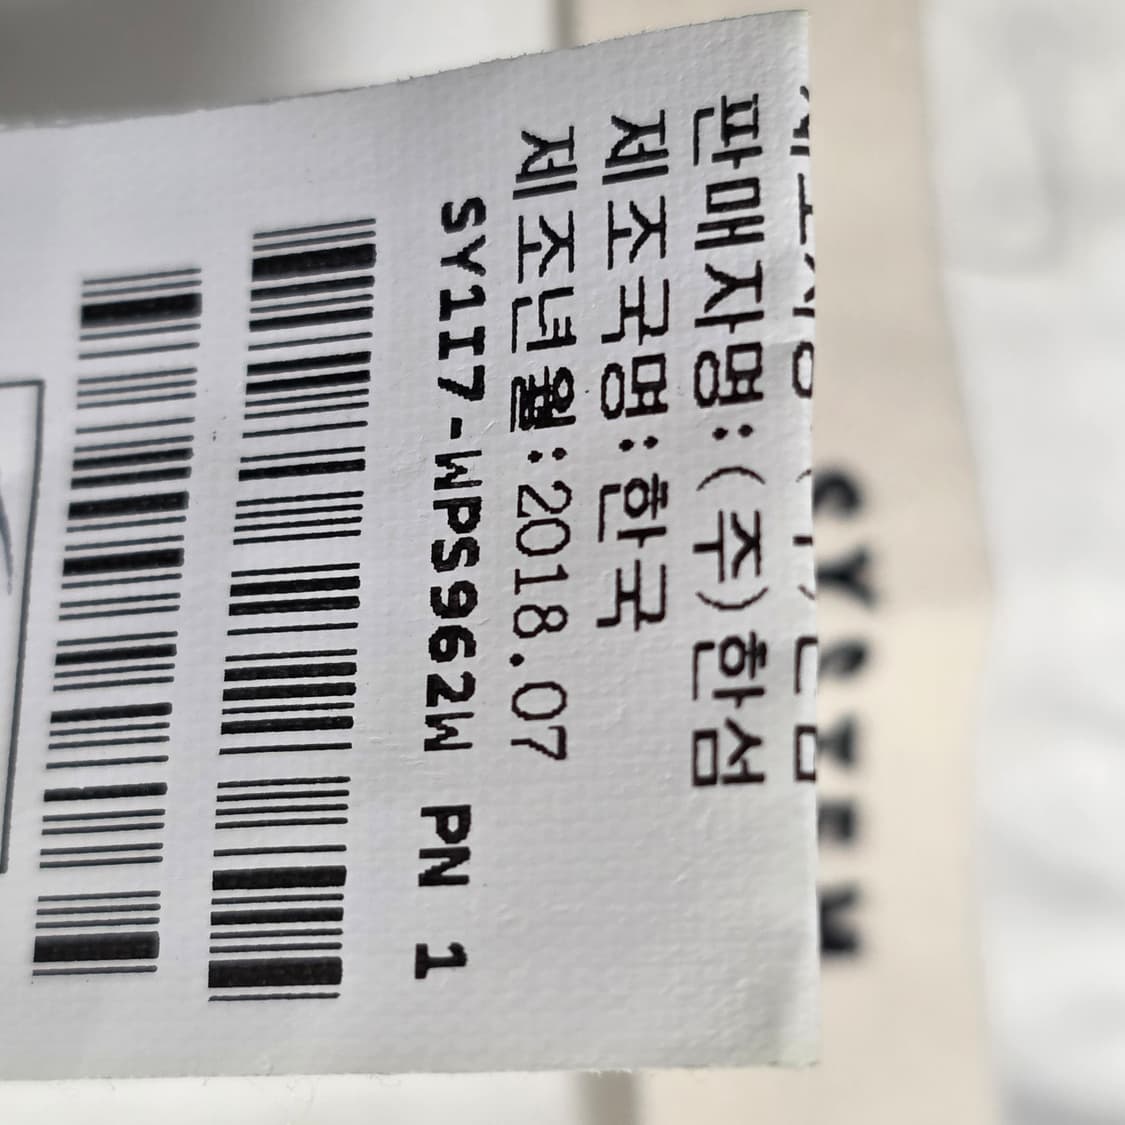 판매자명:(주)한섬
제조국명:한국
제조년월:2018.07
SY1I7-WPS962W PN 1
SYSTEM